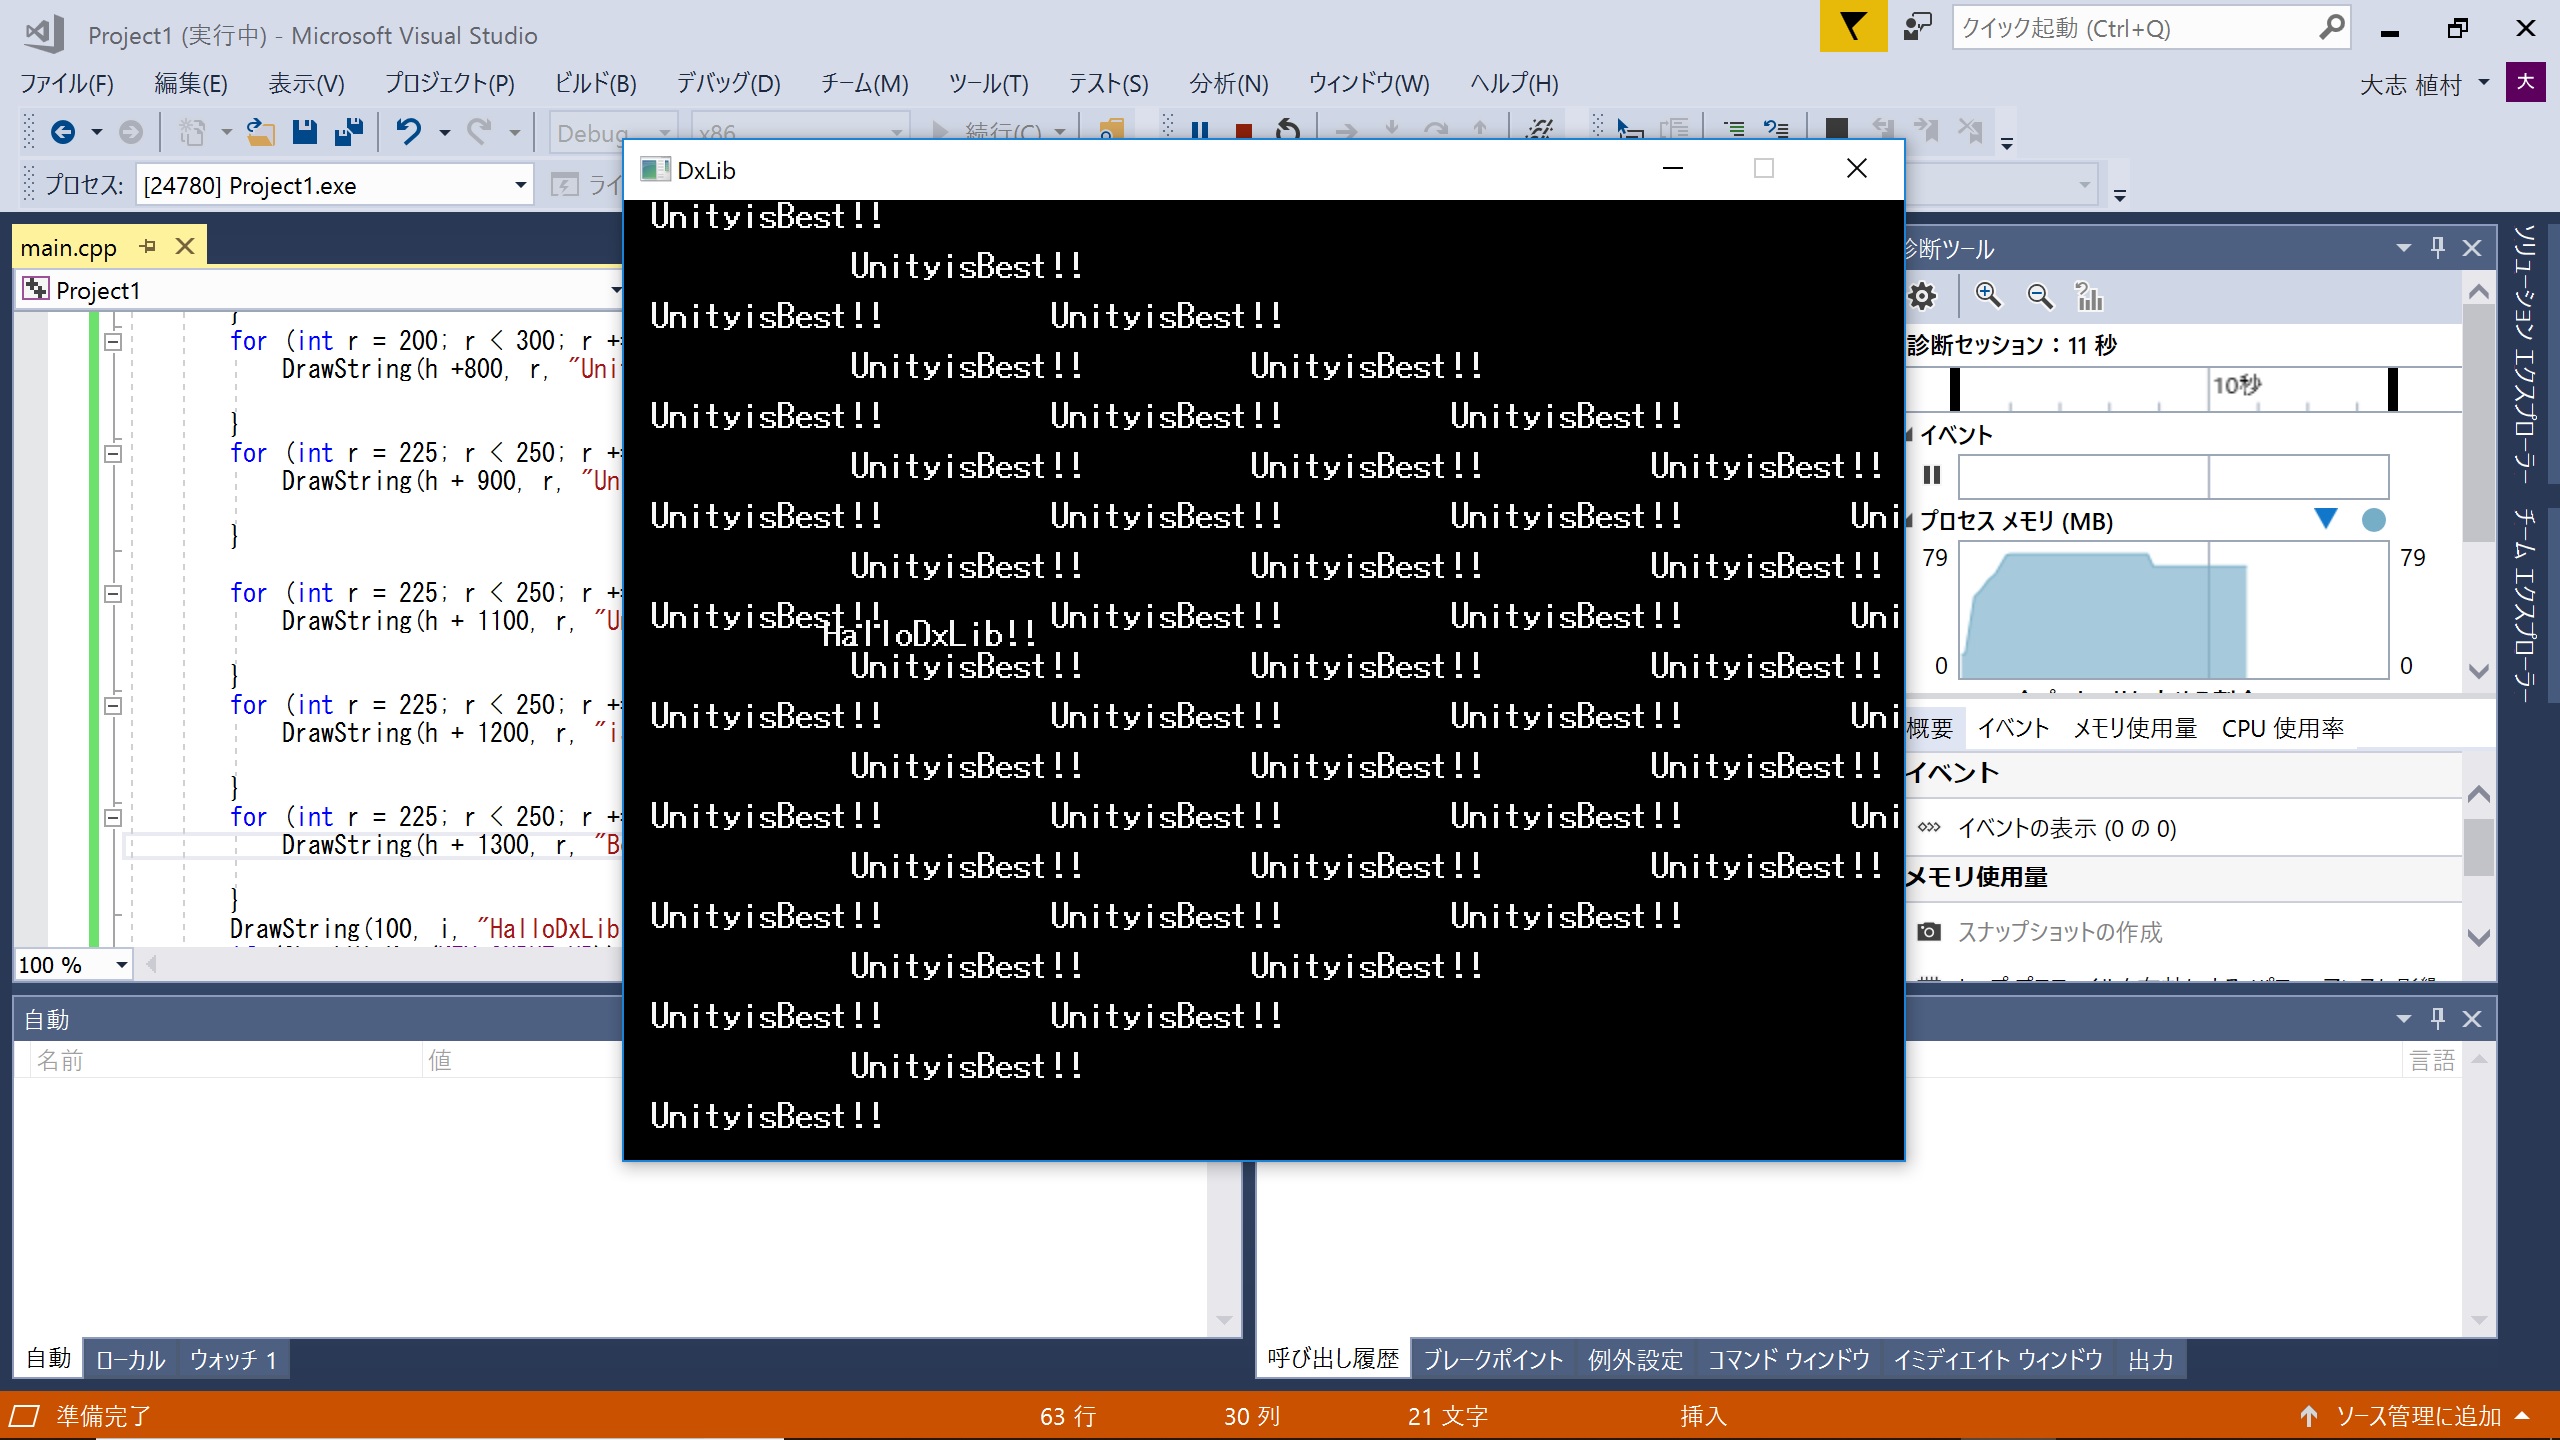 Project1 (実行中) - Microsoft Visual Studio
クイック起動 (Ctrl+Q)
ファイル(F) 編集(E) 表示(V) プロジェクト(P) ビルド(B) デバッグ(D) チーム(M) ツール(T) テスト(S) 分析(N) ウィンドウ(W) ヘルプ(H)
大志 植村
大
Debug x86 続行(C)
プロセス: [24780] Project1.exe
main.cpp
Project1
}
for (int r = 200; r < 300; r +
DrawString(h +800, r, "Uni
}
for (int r = 225; r < 250; r +
DrawString(h + 900, r, "Un
}
for (int r = 225; r < 250; r +
DrawString(h + 1100, r, "U
}
for (int r = 225; r < 250; r +
DrawString(h + 1200, r, "i
}
for (int r = 225; r < 250; r +
DrawString(h + 1300, r, "B
}
DrawString(100, i, "HalloDxLib
100 %
DxLib
UnityisBest!!
UnityisBest!!
UnityisBest!! UnityisBest!!
UnityisBest!! UnityisBest!!
UnityisBest!! UnityisBest!! UnityisBest!!
UnityisBest!! UnityisBest!! UnityisBest!!
UnityisBest!! UnityisBest!! UnityisBest!! Uni
UnityisBest!! UnityisBest!! UnityisBest!!
UnityisBest!! UnityisBest!! UnityisBest!! Uni
HalloDxLib!!
UnityisBest!! UnityisBest!! UnityisBest!!
UnityisBest!! UnityisBest!! UnityisBest!! Uni
UnityisBest!! UnityisBest!! UnityisBest!!
UnityisBest!! UnityisBest!! UnityisBest!! Uni
UnityisBest!! UnityisBest!! UnityisBest!!
UnityisBest!! UnityisBest!! UnityisBest!!
UnityisBest!! UnityisBest!!
UnityisBest!! UnityisBest!!
UnityisBest!!
UnityisBest!!
診断ツール
診断セッション：11 秒
10秒
イベント
プロセス メモリ (MB)
79 79
0 0
概要 イベント メモリ使用量 CPU 使用率
イベント
イベントの表示 (0 の 0)
メモリ使用量
スナップショットの作成
ソリューション エクスプローラー
チーム エクスプローラー
自動
名前 値
言語
自動 ローカル ウォッチ 1
呼び出し履歴 ブレークポイント 例外設定 コマンド ウィンドウ イミディエイト ウィンドウ 出力
準備完了 63 行 30 列 21 文字 挿入 ソース管理に追加